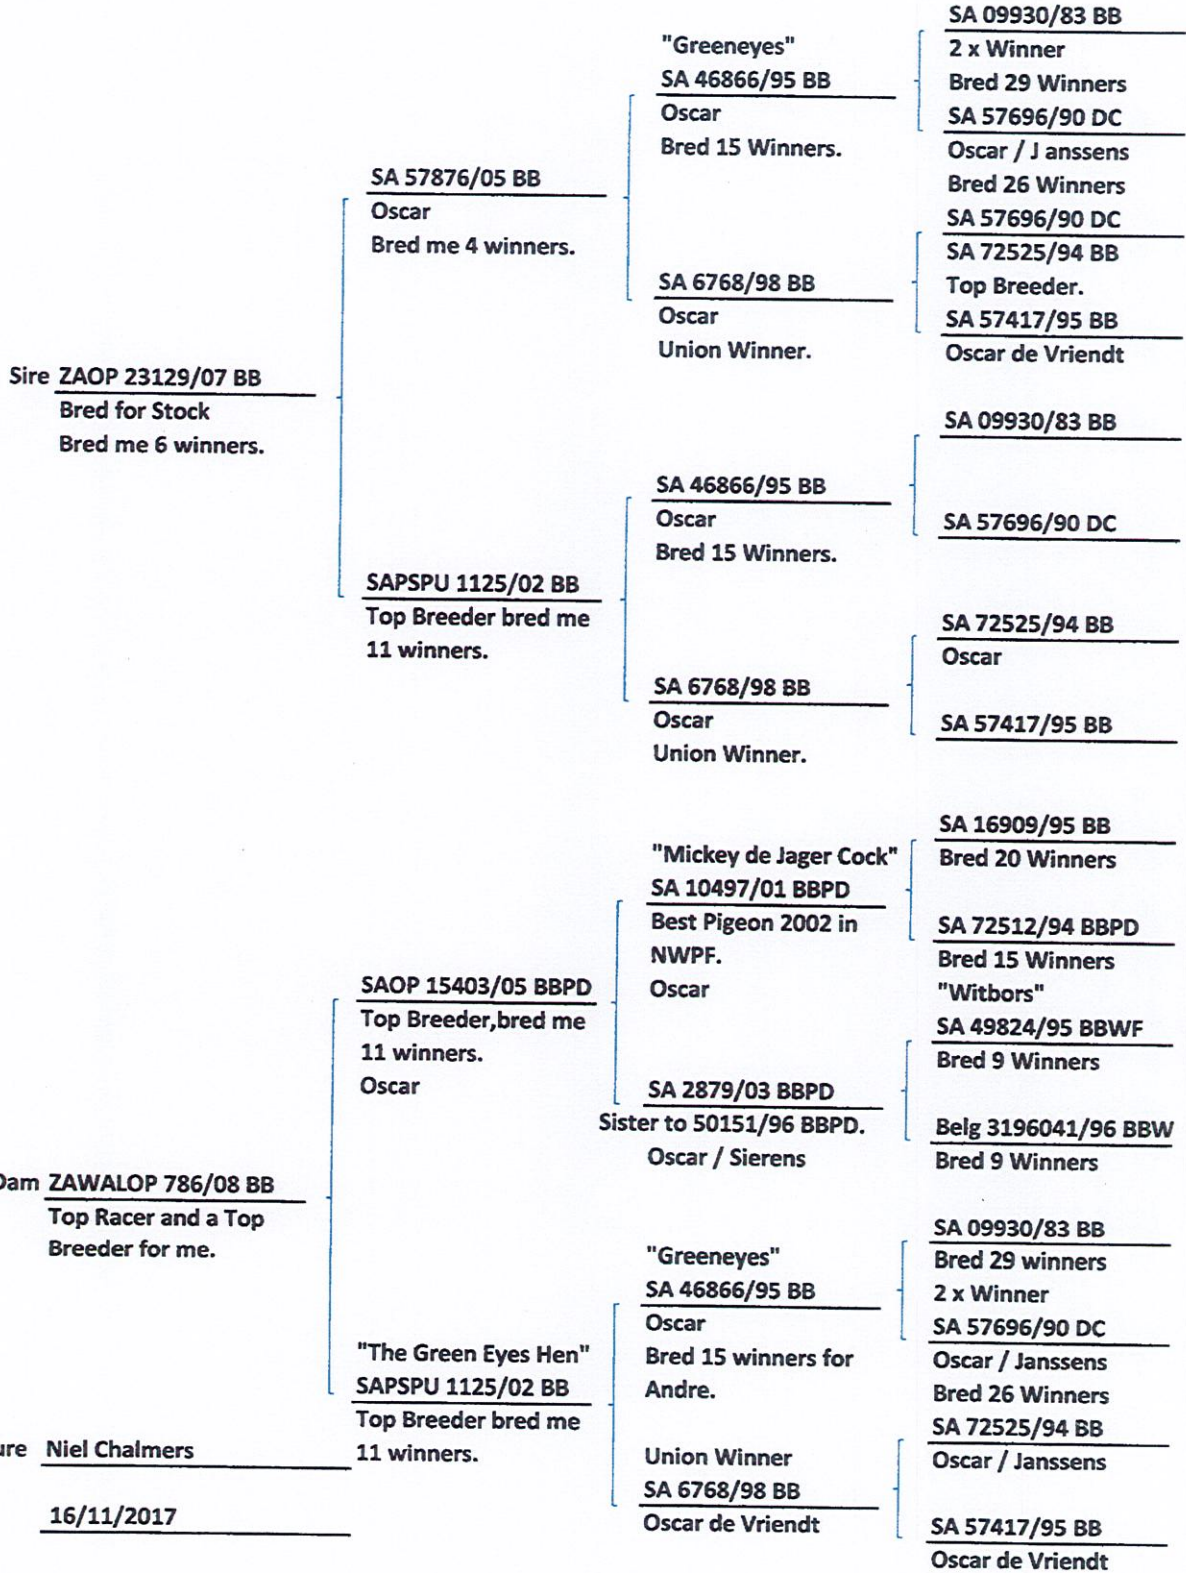 SA 09930/83 BB
2 x Winner
Bred 29 Winners
SA 57696/90 DC
Oscar / J anssens
Bred 26 Winners
"Greeneyes"
SA 46866/95 BB
Oscar
Bred 15 Winners.
SA 57876/05 BB
Oscar
Bred me 4 winners.
SA 57696/90 DC
SA 72525/94 BB
Top Breeder.
SA 57417/95 BB
Oscar de Vriendt
SA 6768/98 BB
Oscar
Union Winner.
Sire ZAOP 23129/07 BB
Bred for Stock
Bred me 6 winners.
SA 09930/83 BB
SA 46866/95 BB
Oscar
Bred 15 Winners.
SA 57696/90 DC
SAPSPU 1125/02 BB
Top Breeder bred me
11 winners.
SA 72525/94 BB
Oscar
SA 6768/98 BB
Oscar
Union Winner.
SA 57417/95 BB
SA 16909/95 BB
Bred 20 Winners
"Mickey de Jager Cock"
SA 10497/01 BBPD
Best Pigeon 2002 in
NWPF.
Oscar
SA 72512/94 BBPD
Bred 15 Winners
SAOP 15403/05 BBPD
Top Breeder,bred me
11 winners.
Oscar
"Witbors"
SA 49824/95 BBWF
Bred 9 Winners
SA 2879/03 BBPD
Sister to 50151/96 BBPD.
Oscar / Sierens
Belg 3196041/96 BBW
Bred 9 Winners
Dam ZAWALOP 786/08 BB
Top Racer and a Top
Breeder for me.
SA 09930/83 BB
Bred 29 winners
2 x Winner
"Greeneyes"
SA 46866/95 BB
Oscar
Bred 15 winners for
Andre.
SA 57696/90 DC
Oscar / Janssens
Bred 26 Winners
"The Green Eyes Hen"
SAPSPU 1125/02 BB
Top Breeder bred me
11 winners.
SA 72525/94 BB
Oscar / Janssens
Union Winner
SA 6768/98 BB
Oscar de Vriendt
SA 57417/95 BB
Oscar de Vriendt
ure Niel Chalmers
16/11/2017